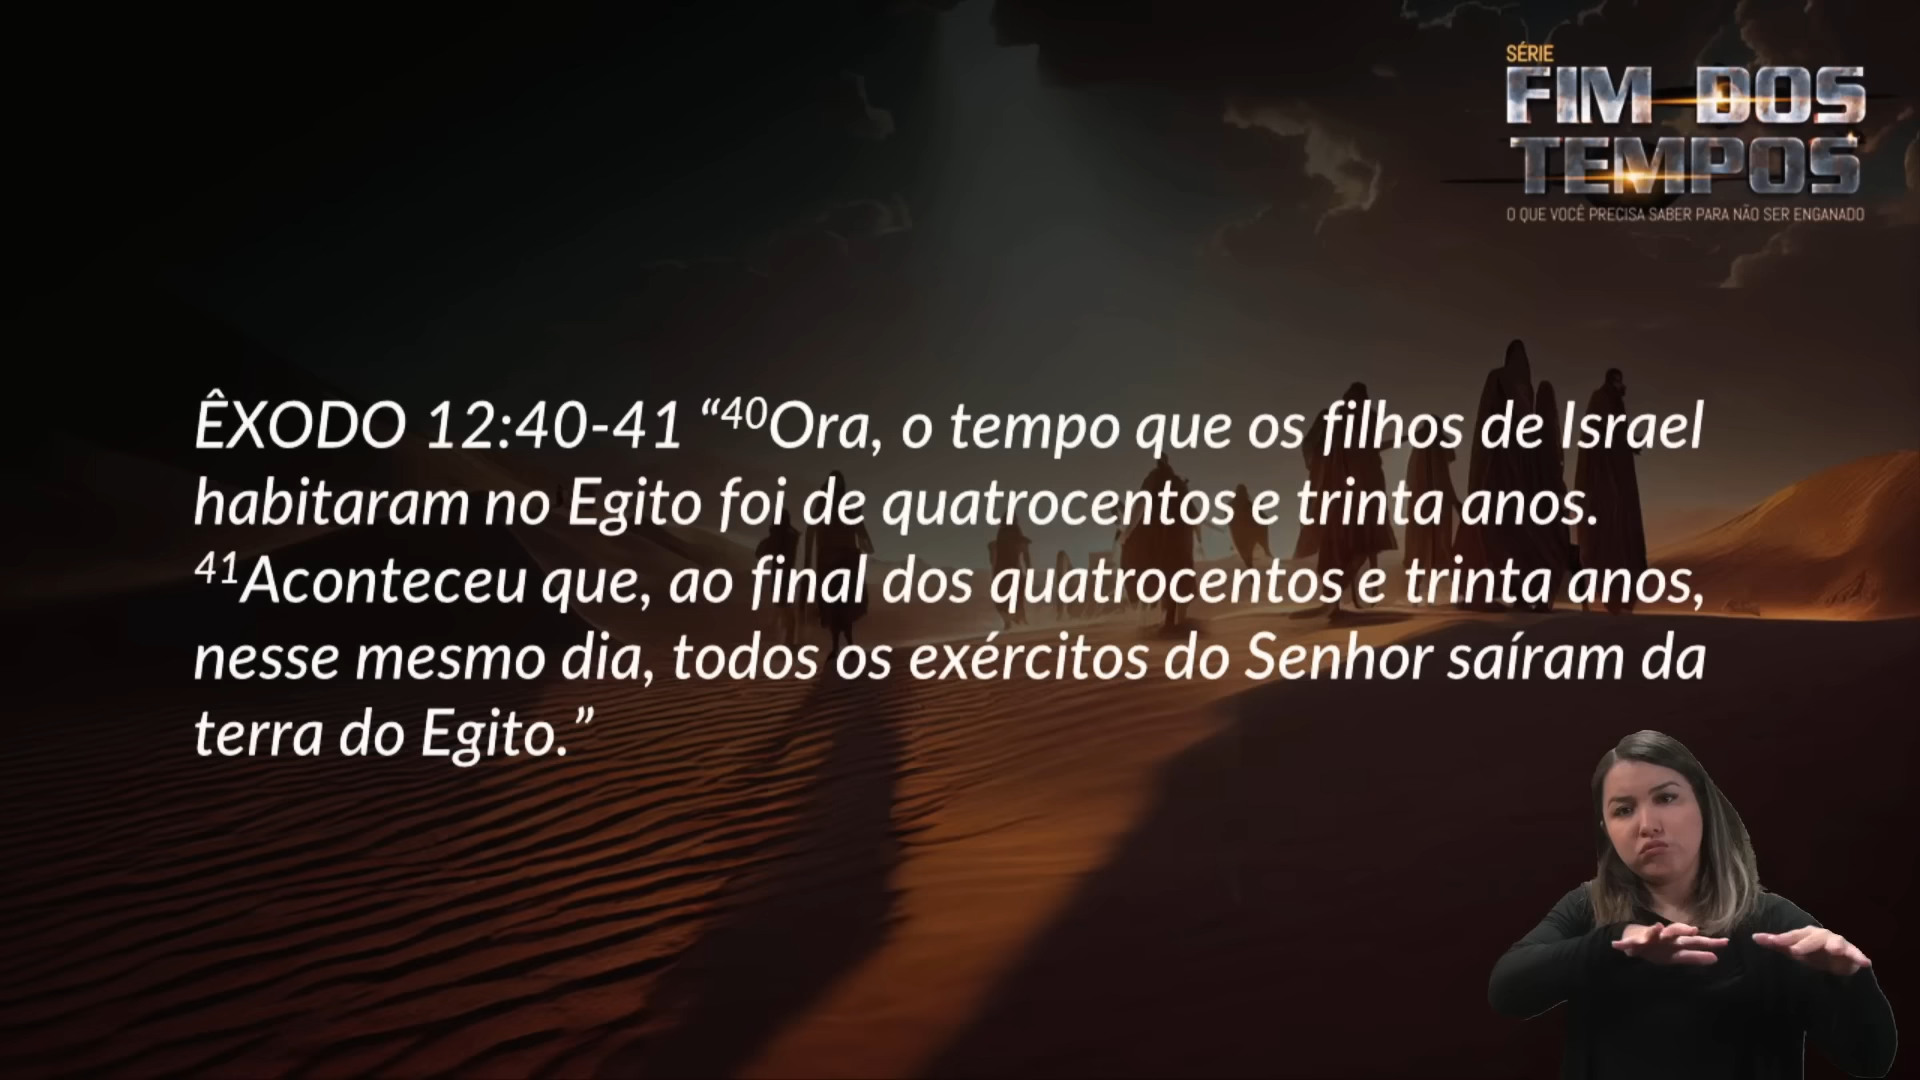 SÉRIE
FIM DOS
TEMPOS
O QUE VOCÊ PRECISA SABER PARA NÃO SER ENGANADO
ÊXODO 12:40-41 “⁴⁰Ora, o tempo que os filhos de Israel
habitaram no Egito foi de quatrocentos e trinta anos.
⁴¹Aconteceu que, ao final dos quatrocentos e trinta anos,
nesse mesmo dia, todos os exércitos do Senhor saíram da
terra do Egito.”